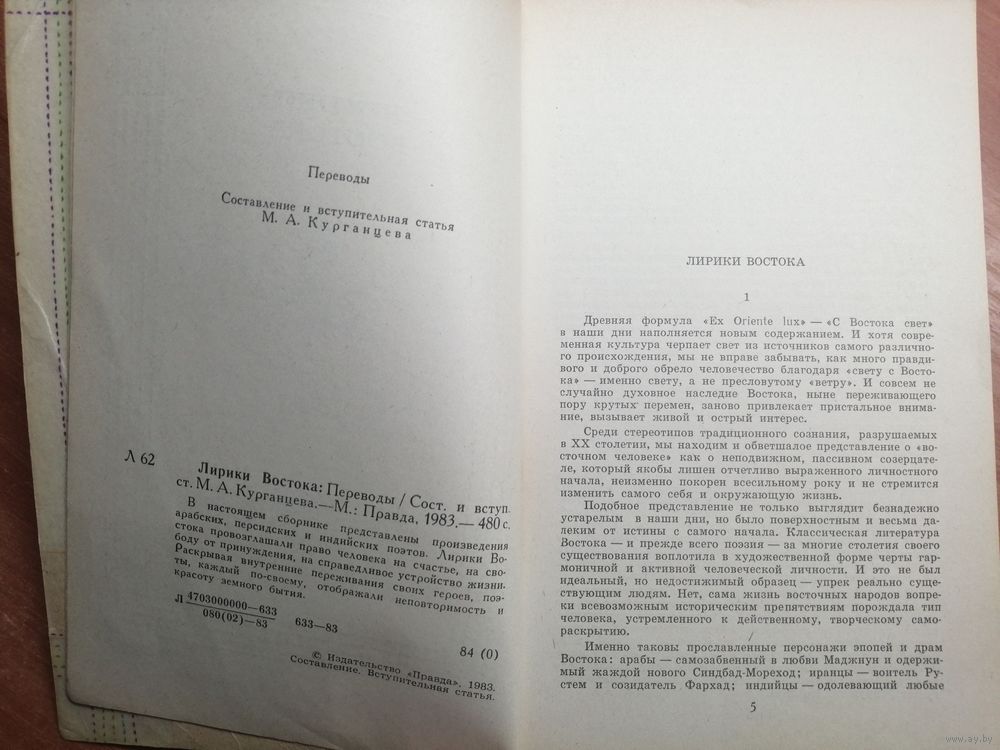 Переводы
Составление и вступительная статья
М. А. Курганцева
Л 62
Лирики Востока: Переводы / Сост. и вступ.
ст. М. А. Курганцева.—М.: Правда, 1983.— 480 с.
В настоящем сборнике представлены произведения
арабских, персидских и индийских поэтов. Лирики Во-
стока провозглашали право человека на счастье, на сво-
боду от принуждения, на справедливое устройство жизни.
Раскрывая внутренние переживания своих героев, поэ-
ты, каждый по-своему, отображали неповторимость и
красоту земного бытия.
Л 4703000000—633
080(02)—83
633—83
84 (0)
© Издательство «Правда», 1983.
Составление. Вступительная статья.
ЛИРИКИ ВОСТОКА
1
Древняя формула «Ex Oriente lux» — «С Востока свет»
в наши дни наполняется новым содержанием. И хотя совре-
менная культура черпает свет из источников самого различно-
го происхождения, мы не вправе забывать, как много правди-
вого и доброго обрело человечество благодаря «свету с Восто-
ка» — именно свету, а не пресловутому «ветру». И совсем не
случайно духовное наследие Востока, ныне переживающего
пору крутых перемен, заново привлекает пристальное внима-
ние, вызывает живой и острый интерес.
Среди стереотипов традиционного сознания, разрушаемых
в XX столетии, мы находим и обветшалое представление о «во-
сточном человеке» как о неподвижном, пассивном созерцате-
ле, который якобы лишен отчетливо выраженного личностного
начала, неизменно покорен всесильному року и не стремится
изменить самого себя и окружающую жизнь.
Подобное представление не только выглядит безнадежно
устарелым в наши дни, но было поверхностным и весьма да-
леким от истины с самого начала. Классическая литература
Востока — и прежде всего поэзия — за многие столетия своего
существования воплотила в художественной форме черты гар-
моничной и активной человеческой личности. И это не был
идеальный, но недостижимый образец — упрек реально суще-
ствующим людям. Нет, сама жизнь восточных народов вопре-
ки всевозможным историческим препятствиям порождала тип
человека, устремленного к действенному, творческому само-
раскрытию.
Именно таковы прославленные персонажи эпопей и драм
Востока: арабы — самозабвенный в любви Маджнун и одержи-
мый жаждой нового Синдбад-Мореход; иранцы — воитель Ру-
стем и созидатель Фархад; индийцы — одолевающий любые
5
www.ay.by